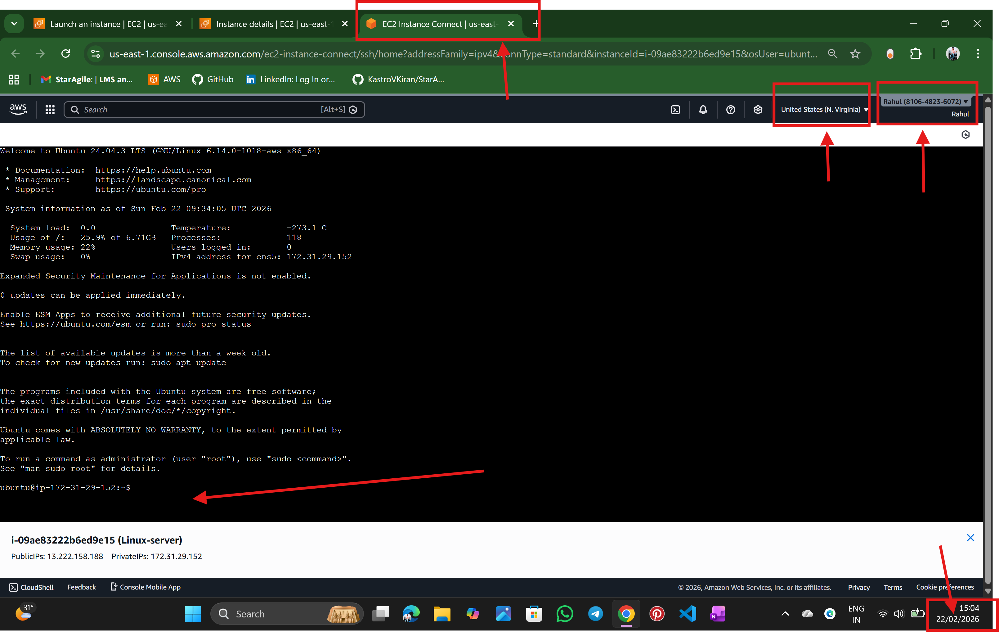 Launch an instance | EC2 | us-ea
Instance details | EC2 | us-east-1
EC2 Instance Connect | us-east-
us-east-1.console.aws.amazon.com/ec2-instance-connect/ssh/home?addressFamily=ipv4&connType=standard&instanceId=i-09ae83222b6ed9e15&osUser=ubunt...
StarAgile: | LMS an...
AWS
GitHub
in LinkedIn: Log In or...
KastroVKiran/StarA...
aws
Search [Alt+S]
United States (N. Virginia)
Rahul (8106-4823-6072)
Rahul
Welcome to Ubuntu 24.04.3 LTS (GNU/Linux 6.14.0-1018-aws x86_64)
* Documentation: https://help.ubuntu.com
* Management: https://landscape.canonical.com
* Support: https://ubuntu.com/pro
System information as of Sun Feb 22 09:34:05 UTC 2026
System load: 0.0 Temperature: -273.1 C
Usage of /: 25.9% of 6.71GB Processes: 118
Memory usage: 22% Users logged in: 0
Swap usage: 0% IPv4 address for ens5: 172.31.29.152
Expanded Security Maintenance for Applications is not enabled.
0 updates can be applied immediately.
Enable ESM Apps to receive additional future security updates.
See https://ubuntu.com/esm or run: sudo pro status
The list of available updates is more than a week old.
To check for new updates run: sudo apt update
The programs included with the Ubuntu system are free software;
the exact distribution terms for each program are described in the
individual files in /usr/share/doc/*/copyright.
Ubuntu comes with ABSOLUTELY NO WARRANTY, to the extent permitted by
applicable law.
To run a command as administrator (user "root"), use "sudo <command>".
See "man sudo_root" for details.
ubuntu@ip-172-31-29-152:~$
i-09ae83222b6ed9e15 (Linux-server)
PublicIPs: 13.222.158.188 PrivateIPs: 172.31.29.152
CloudShell Feedback Console Mobile App
© 2026, Amazon Web Services, Inc. or its affiliates. Privacy Terms Cookie preferences
31°
Search
ENG
IN
15:04
22/02/2026